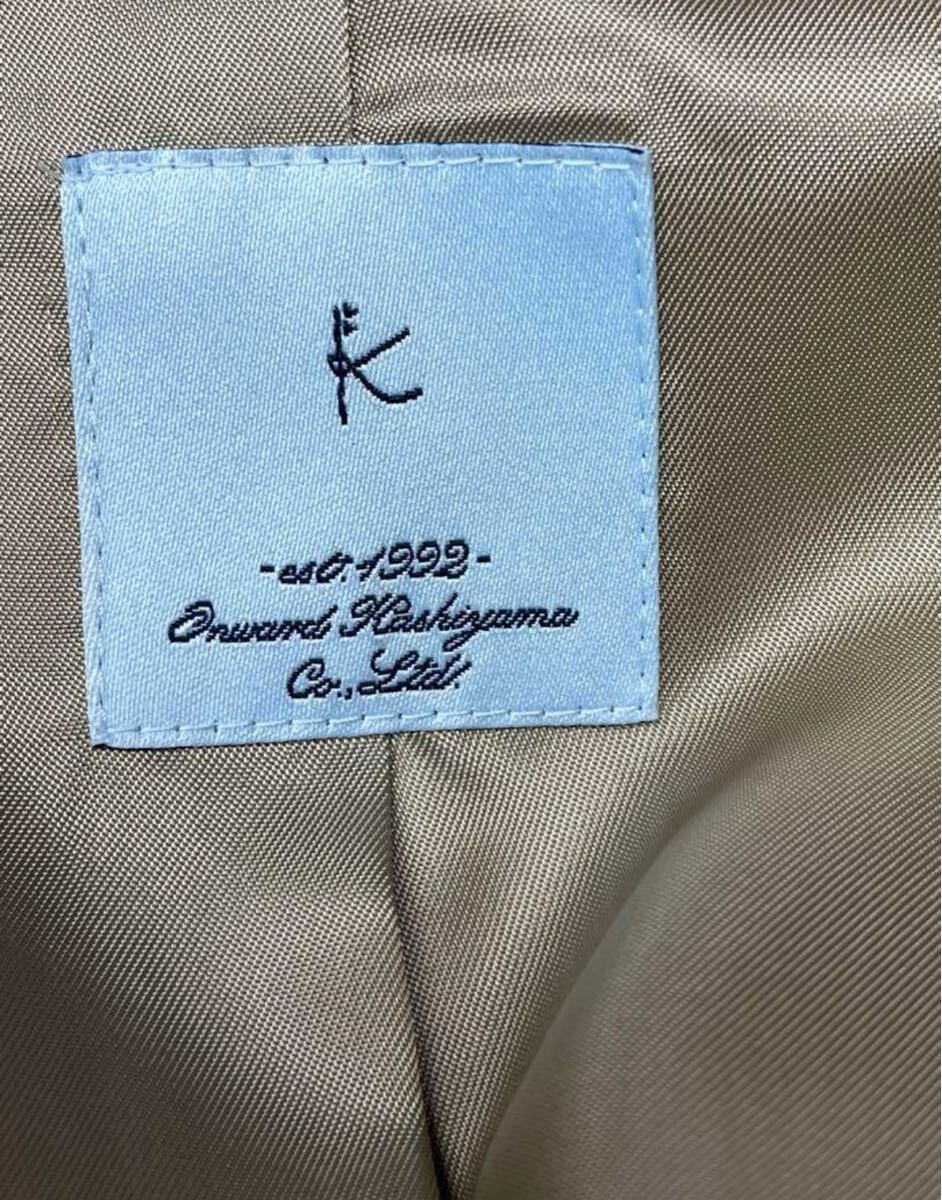 K
-est.1992-
Onward Kashiyama
Co., Ltd.